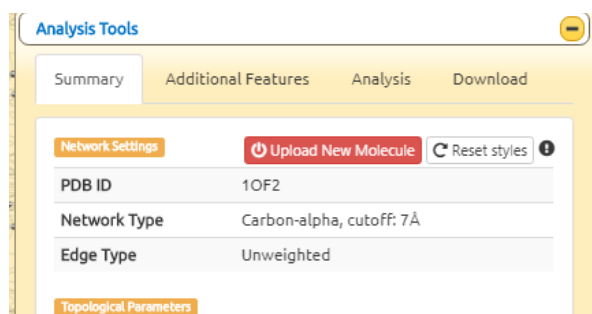 Analysis Tools
Summary Additional Features Analysis Download
Network Settings Upload New Molecule Reset styles
PDB ID 1OF2
Network Type Carbon-alpha, cutoff: 7Å
Edge Type Unweighted
Topological Parameters